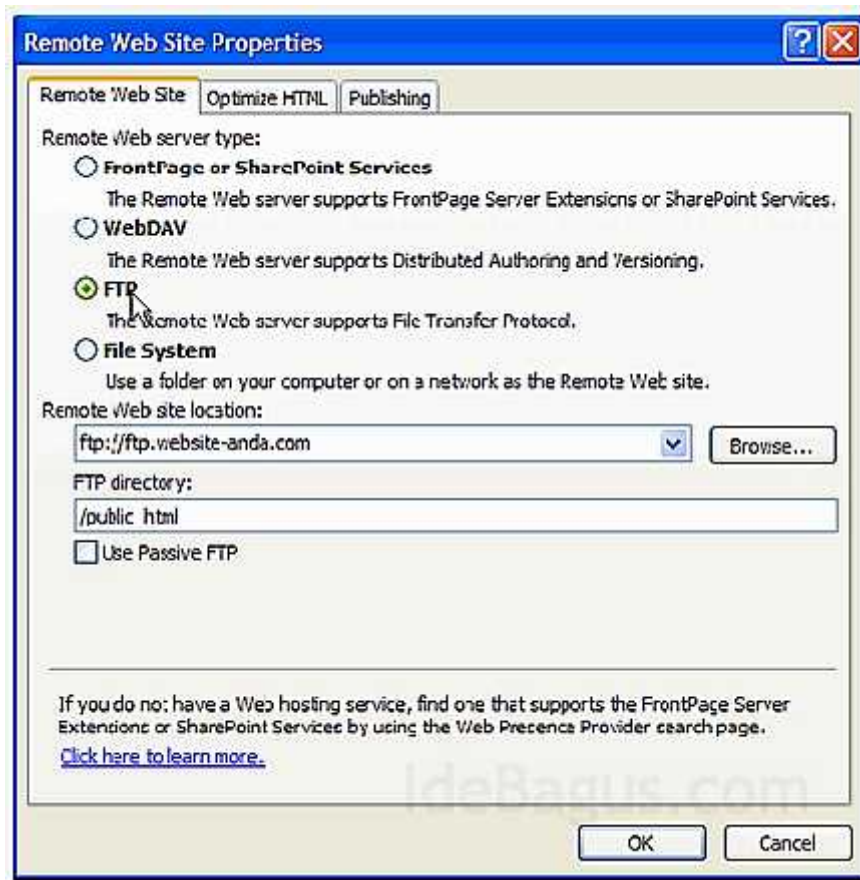 Remote Web Site Properties
Remote Web Site Optimize HTML Publishing
Remote Web server type:
FrontPage or SharePoint Services
The Remote Web server supports FrontPage Server Extensions or SharePoint Services.
WebDAV
The Remote Web server supports Distributed Authoring and Versioning.
FTP
The Remote Web server supports File Transfer Protocol.
File System
Use a folder on your computer or on a network as the Remote Web site.
Remote Web site location:
ftp://ftp.website-anda.com Browse...
FTP directory:
/public_html
Use Passive FTP
If you do not have a Web hosting service, find one that supports the FrontPage Server
Extensions or SharePoint Services by using the Web Presence Provider search page.
Click here to learn more.
IdeBagus.com
OK Cancel